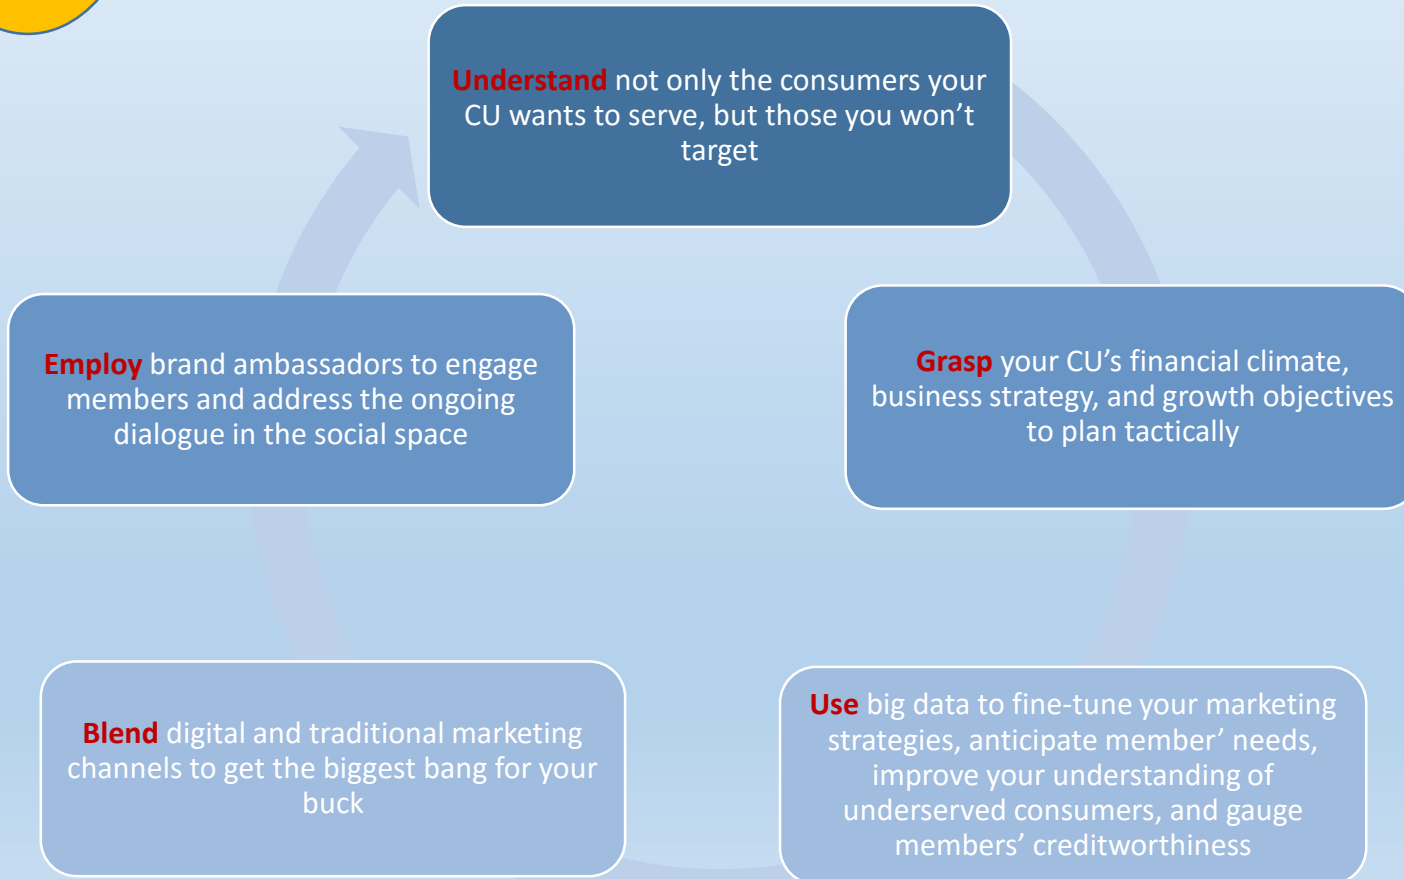 Understand not only the consumers your
CU wants to serve, but those you won’t
target
Grasp your CU’s financial climate,
business strategy, and growth objectives
to plan tactically
Use big data to fine-tune your marketing
strategies, anticipate member’ needs,
improve your understanding of
underserved consumers, and gauge
members’ creditworthiness
Blend digital and traditional marketing
channels to get the biggest bang for your
buck
Employ brand ambassadors to engage
members and address the ongoing
dialogue in the social space